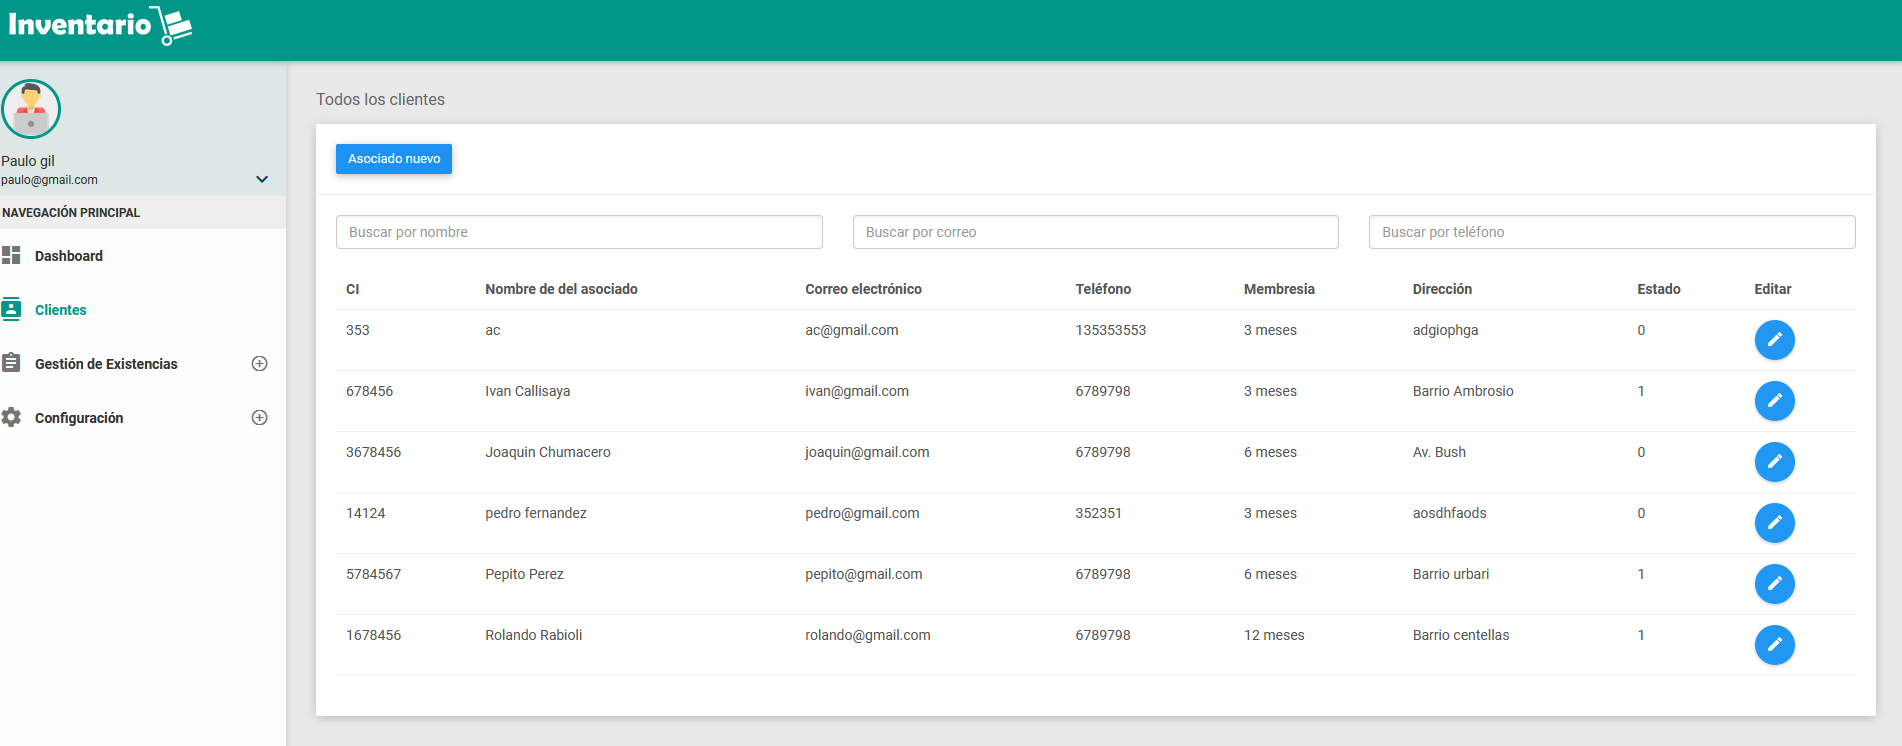 Inventario
Paulo gil
paulo@gmail.com
NAVEGACIÓN PRINCIPAL
Dashboard
Clientes
Gestión de Existencias
Configuración
Todos los clientes
Asociado nuevo
Buscar por nombre Buscar por correo Buscar por teléfono
CI Nombre de del asociado Correo electrónico Teléfono Membresia Dirección Estado Editar
353 ac ac@gmail.com 135353553 3 meses adgiophga 0
678456 Ivan Callisaya ivan@gmail.com 6789798 3 meses Barrio Ambrosio 1
3678456 Joaquin Chumacero joaquin@gmail.com 6789798 6 meses Av. Bush 0
14124 pedro fernandez pedro@gmail.com 352351 3 meses aosdhfaods 0
5784567 Pepito Perez pepito@gmail.com 6789798 6 meses Barrio urbari 1
1678456 Rolando Rabioli rolando@gmail.com 6789798 12 meses Barrio centellas 1